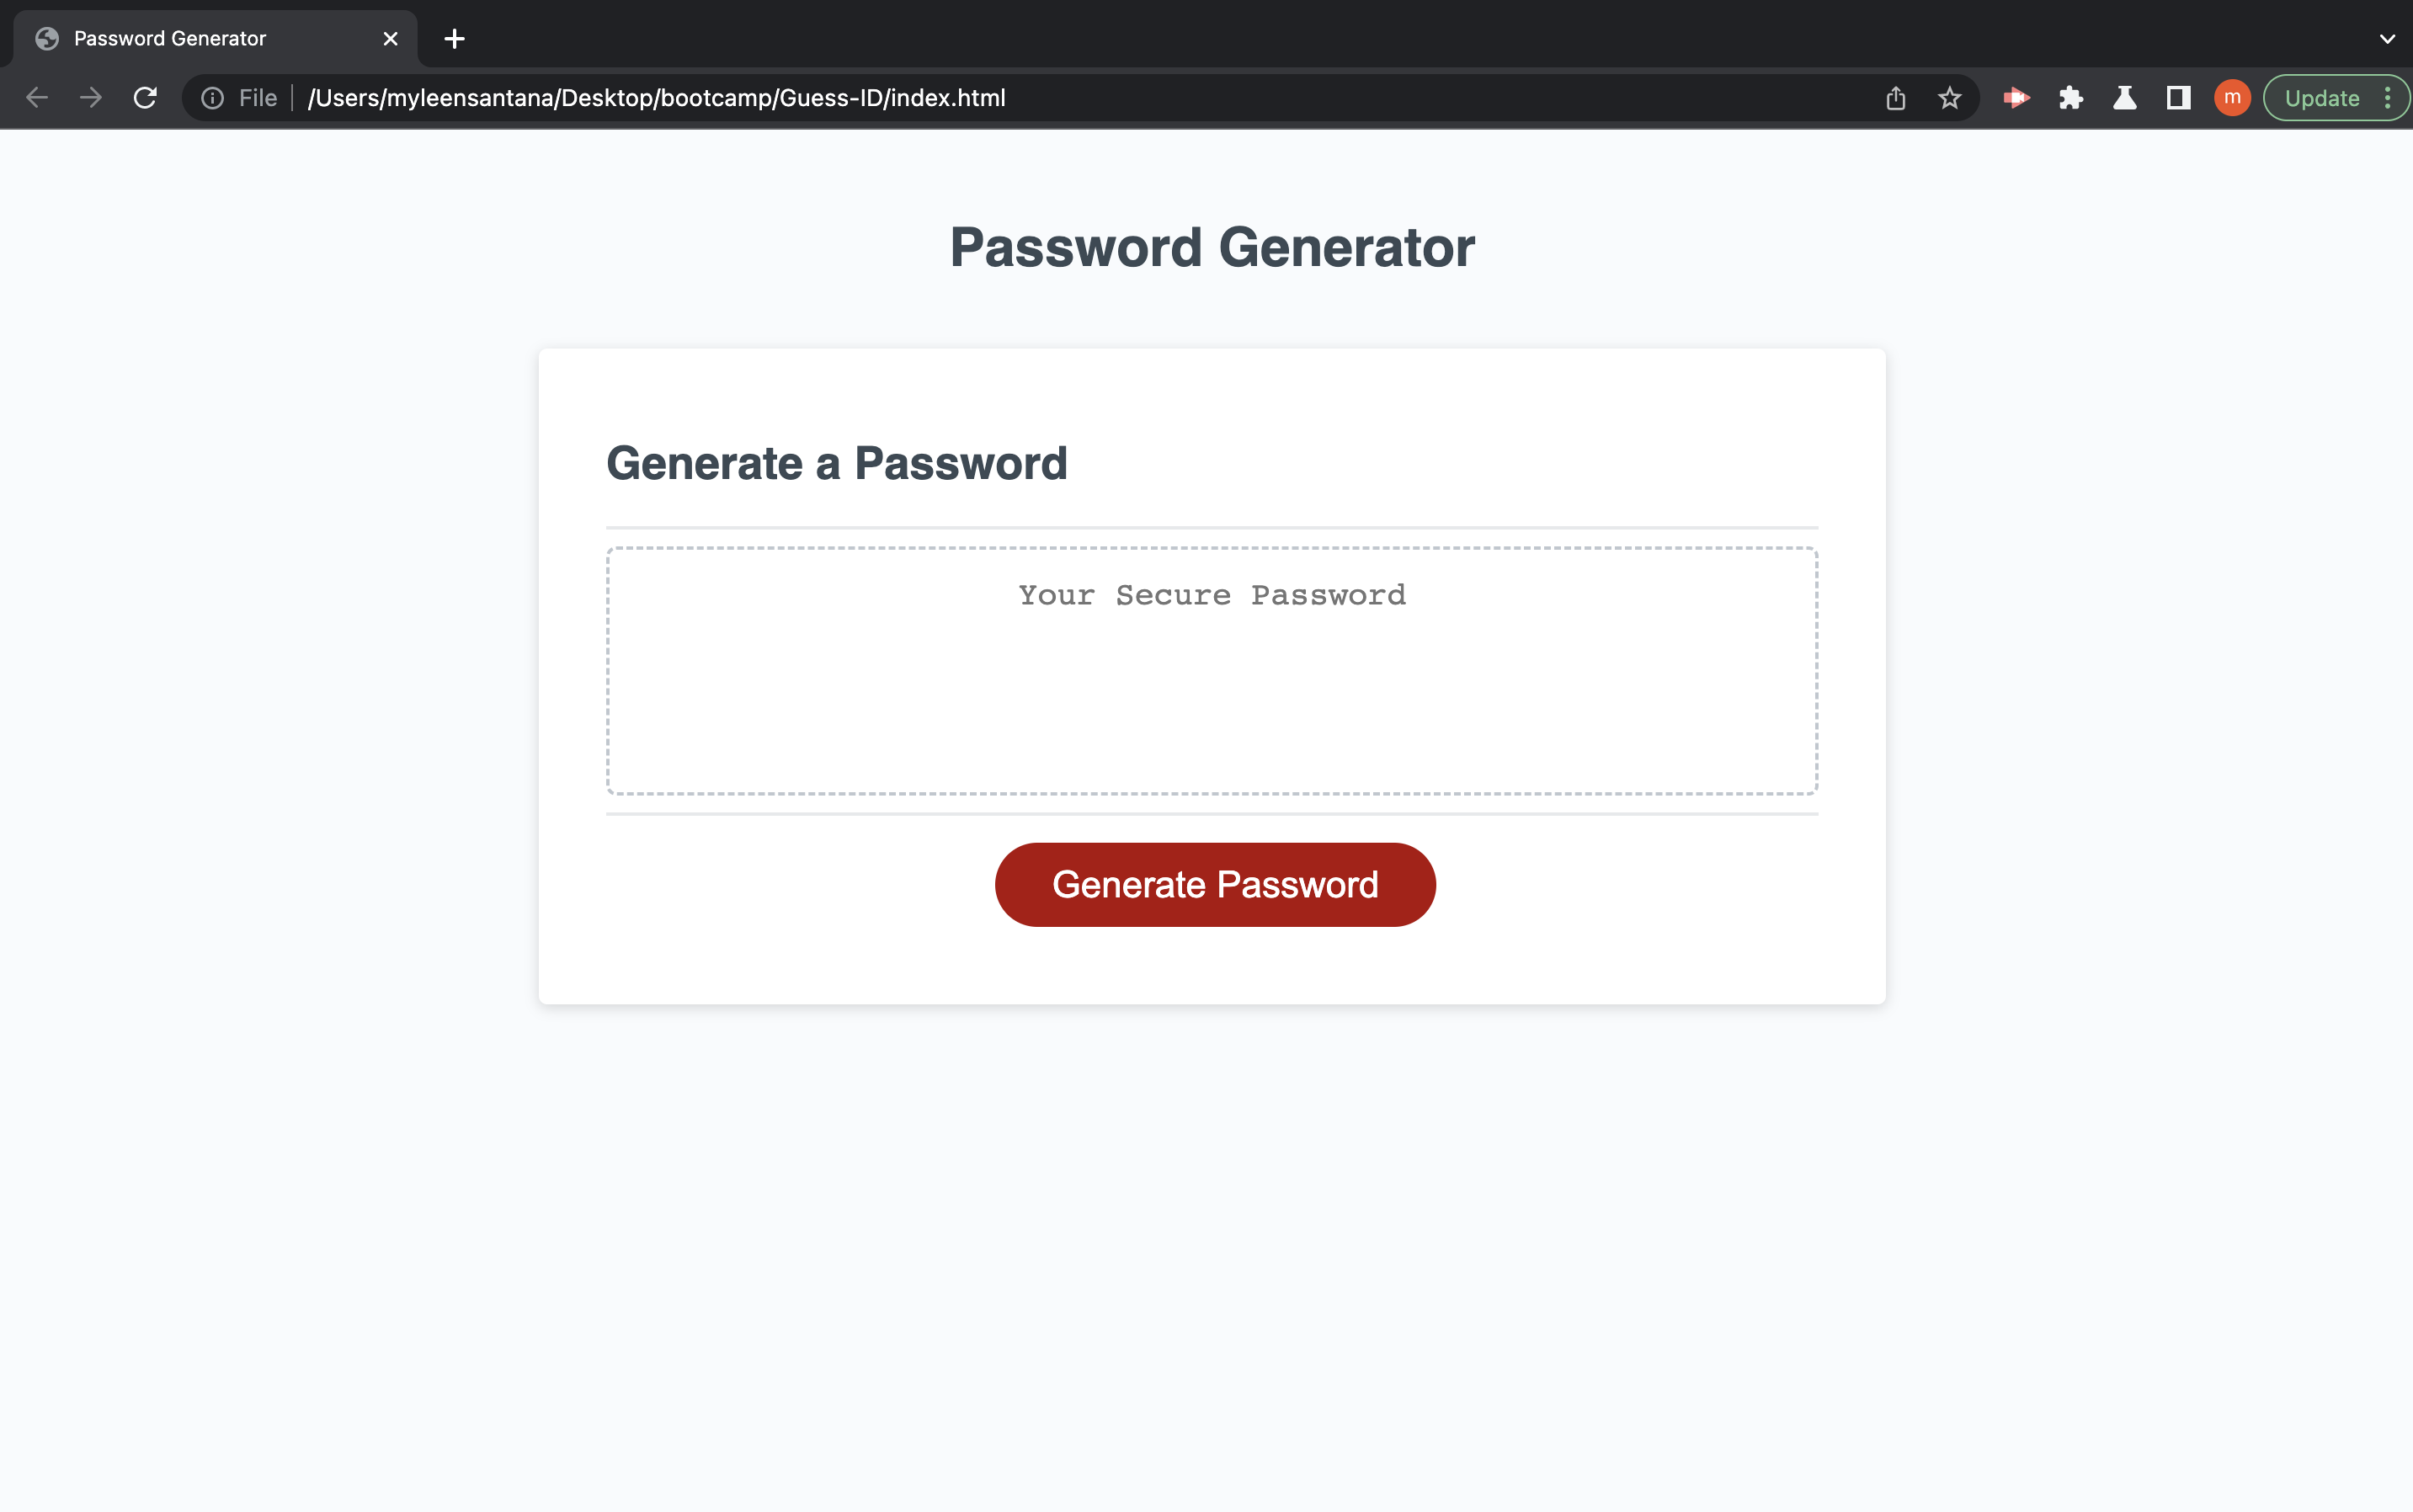 Password Generator
File /Users/myleensantana/Desktop/bootcamp/Guess-ID/index.html
m
Update
Password Generator
Generate a Password
Your Secure Password
Generate Password